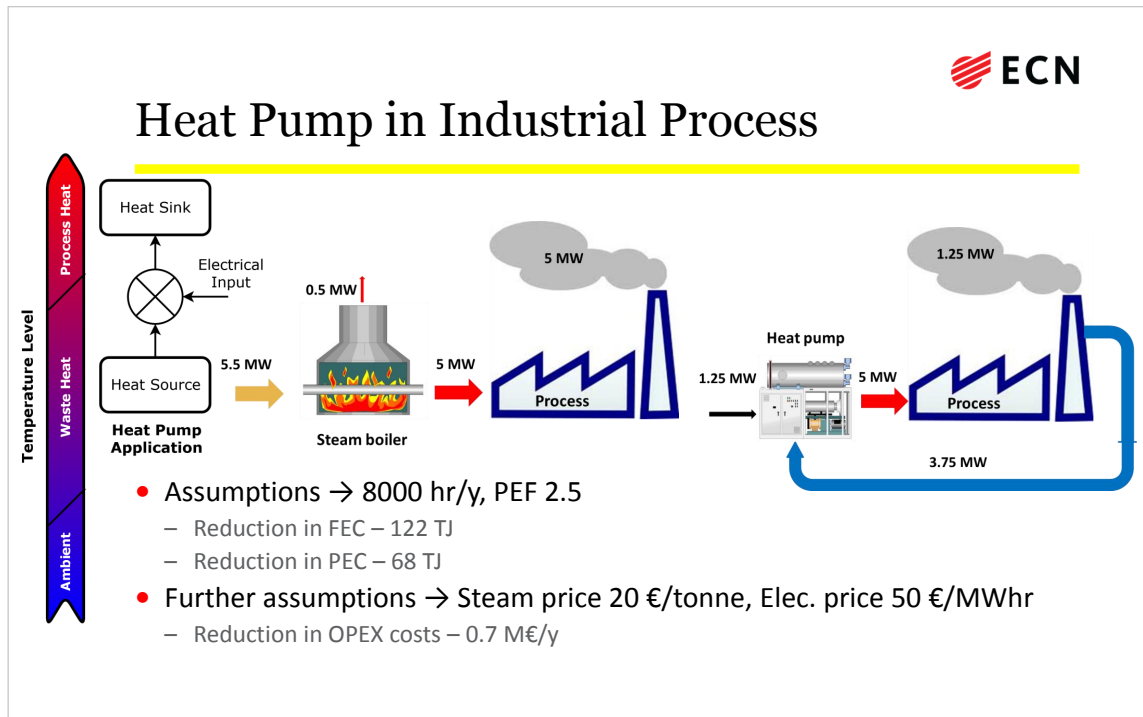 ECN
Heat Pump in Industrial Process
Temperature Level
Process Heat
Waste Heat
Ambient
Heat Sink
Electrical
Input
Heat Source
Heat Pump
Application
5.5 MW
0.5 MW
Steam boiler
5 MW
5 MW
Process
1.25 MW
Heat pump
5 MW
1.25 MW
Process
3.75 MW
• Assumptions → 8000 hr/y, PEF 2.5
– Reduction in FEC – 122 TJ
– Reduction in PEC – 68 TJ
• Further assumptions → Steam price 20 €/tonne, Elec. price 50 €/MWhr
– Reduction in OPEX costs – 0.7 M€/y